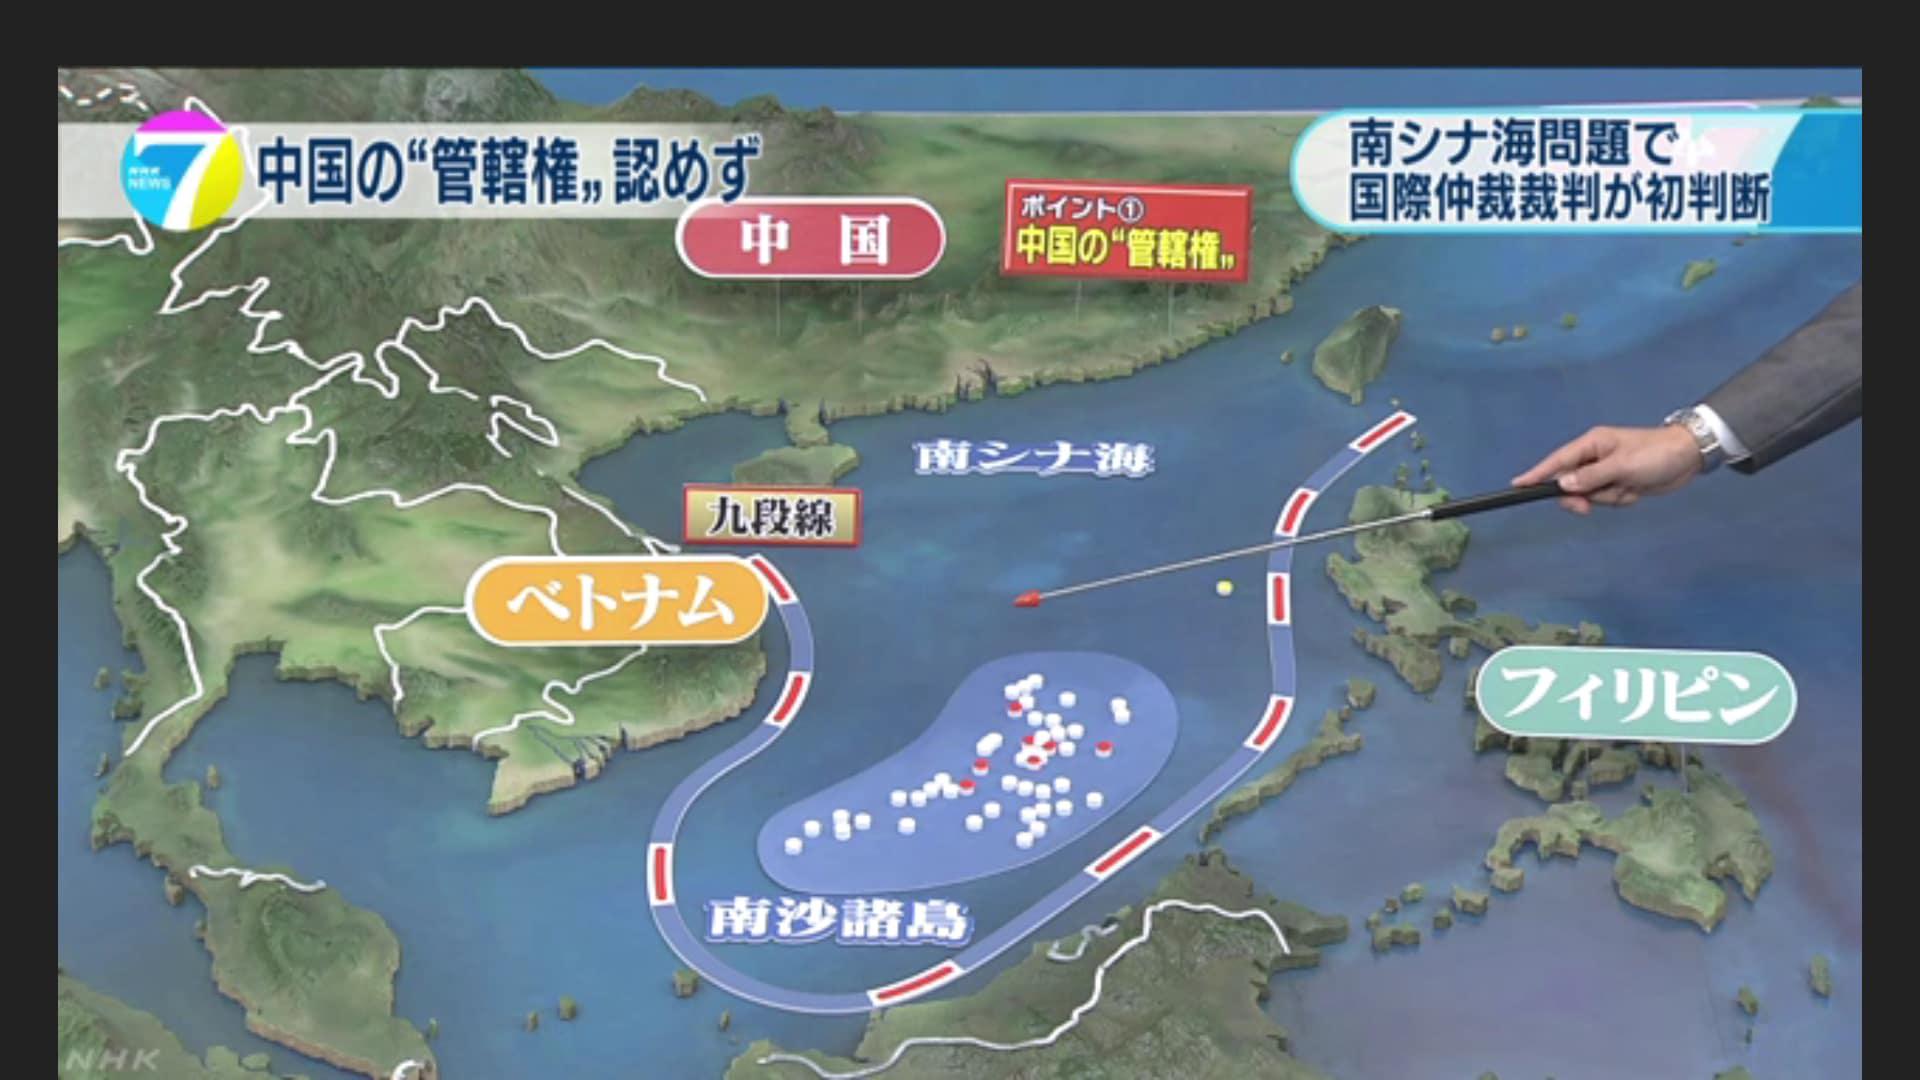 NHK
NEWS
7
中国の“管轄権„認めず
南シナ海問題で
国際仲裁裁判が初判断
中国
ポイント①
中国の“管轄権„
南シナ海
九段線
ベトナム
フィリピン
南沙諸島
NHK